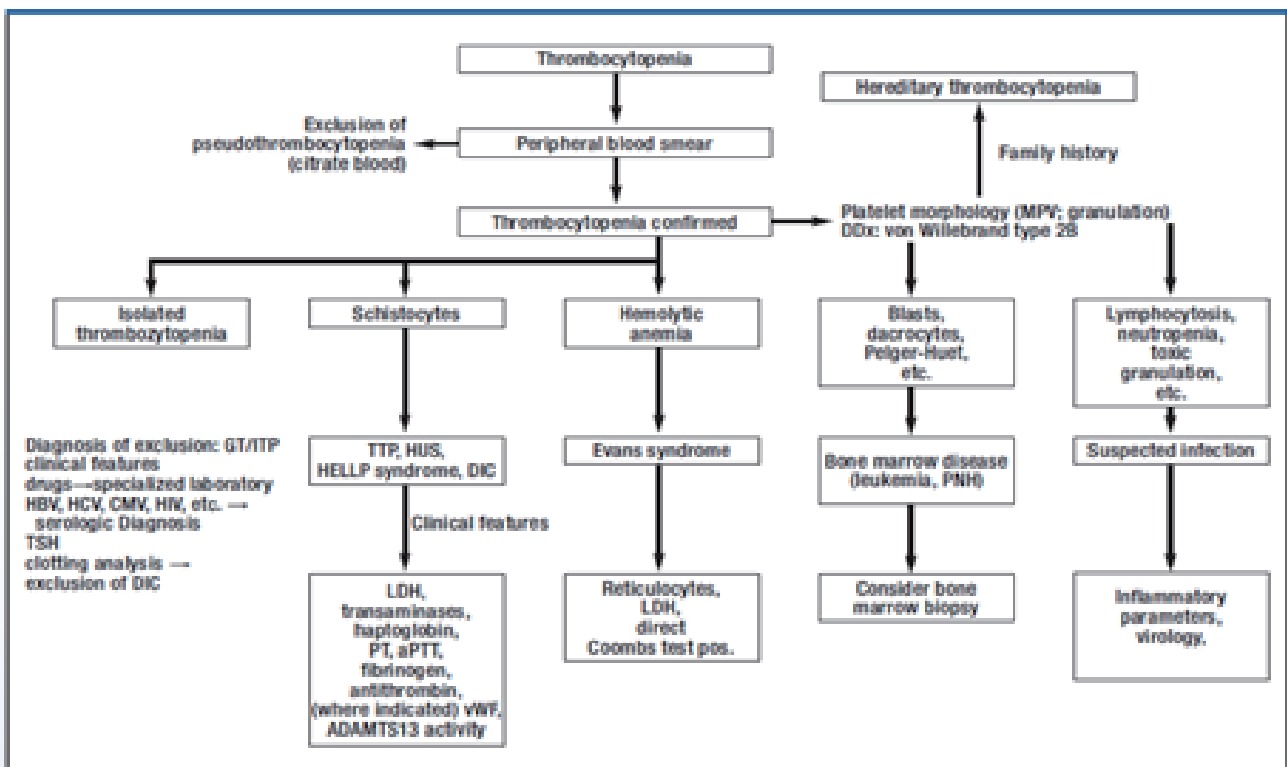 Thrombocytopenia
Hereditary thrombocytopenia
Exclusion of
pseudothrombocytopenia
(citrate blood)
Peripheral blood smear
Family history
Thrombocytopenia confirmed
Platelet morphology (MPV; granulation)
DDx: von Willebrand type 2B
Isolated
thrombozytopenia
Schistocytes
Hemolytic
anemia
Blasts,
dacrocytes,
Pelger-Huet,
etc.
Lymphocytosis,
neutropenia,
toxic
granulation,
etc.
Diagnosis of exclusion: GT/ITP
clinical features
drugs→specialized laboratory
HBV, HCV, CMV, HIV, etc. →
serologic Diagnosis
TSH
clotting analysis →
exclusion of DIC
TTP, HUS,
HELLP syndrome, DIC
Evans syndrome
Bone marrow disease
(leukemia, PNH)
Suspected infection
Clinical features
LDH,
transaminases,
haptoglobin,
PT, aPTT,
fibrinogen,
antithrombin,
(where indicated) vWF,
ADAMTS13 activity
Reticulocytes,
LDH,
direct
Coombs test pos.
Consider bone
marrow biopsy
Inflammatory
parameters,
virology,